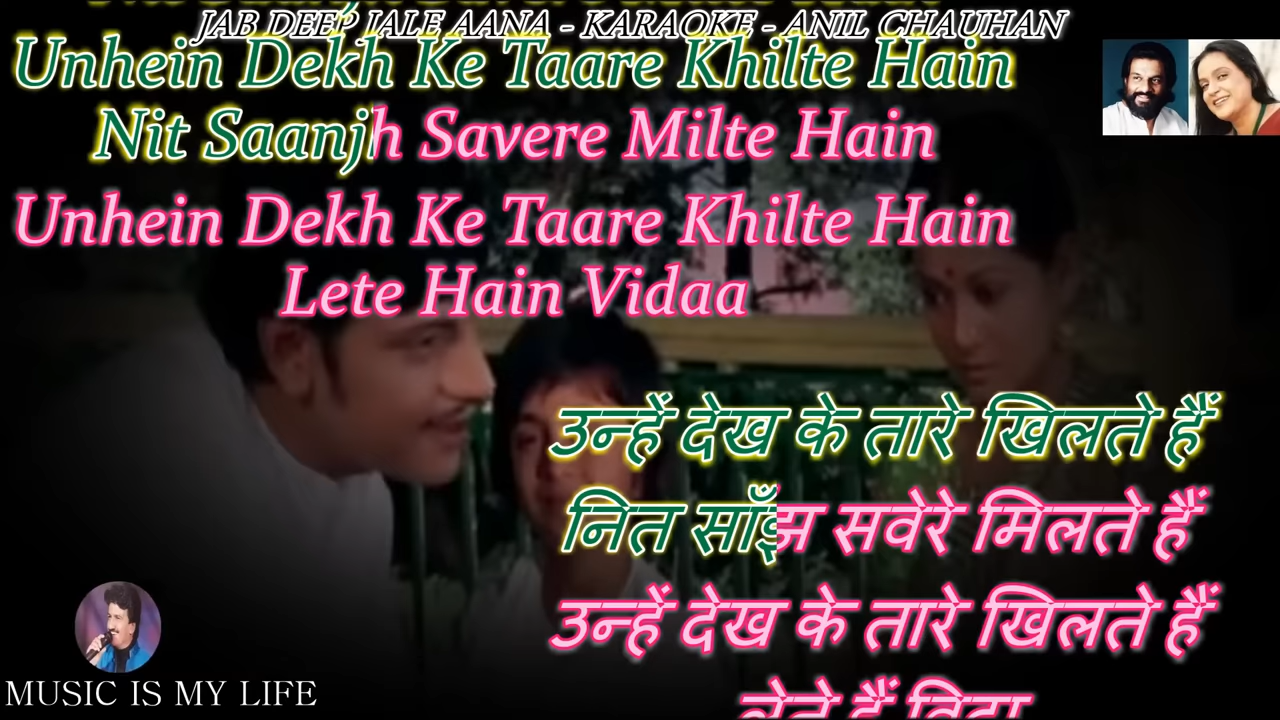 JAB DEEP JALE AANA - KARAOKE - ANIL CHAUHAN
Unhein Dekh Ke Taare Khilte Hain
Nit Saanjh Savere Milte Hain
Unhein Dekh Ke Taare Khilte Hain
Lete Hain Vidaa
उन्हें देख के तारे खिलते हैं
नित साँझ सवेरे मिलते हैं
उन्हें देख के तारे खिलते हैं
लेते हैं विदा
MUSIC IS MY LIFE